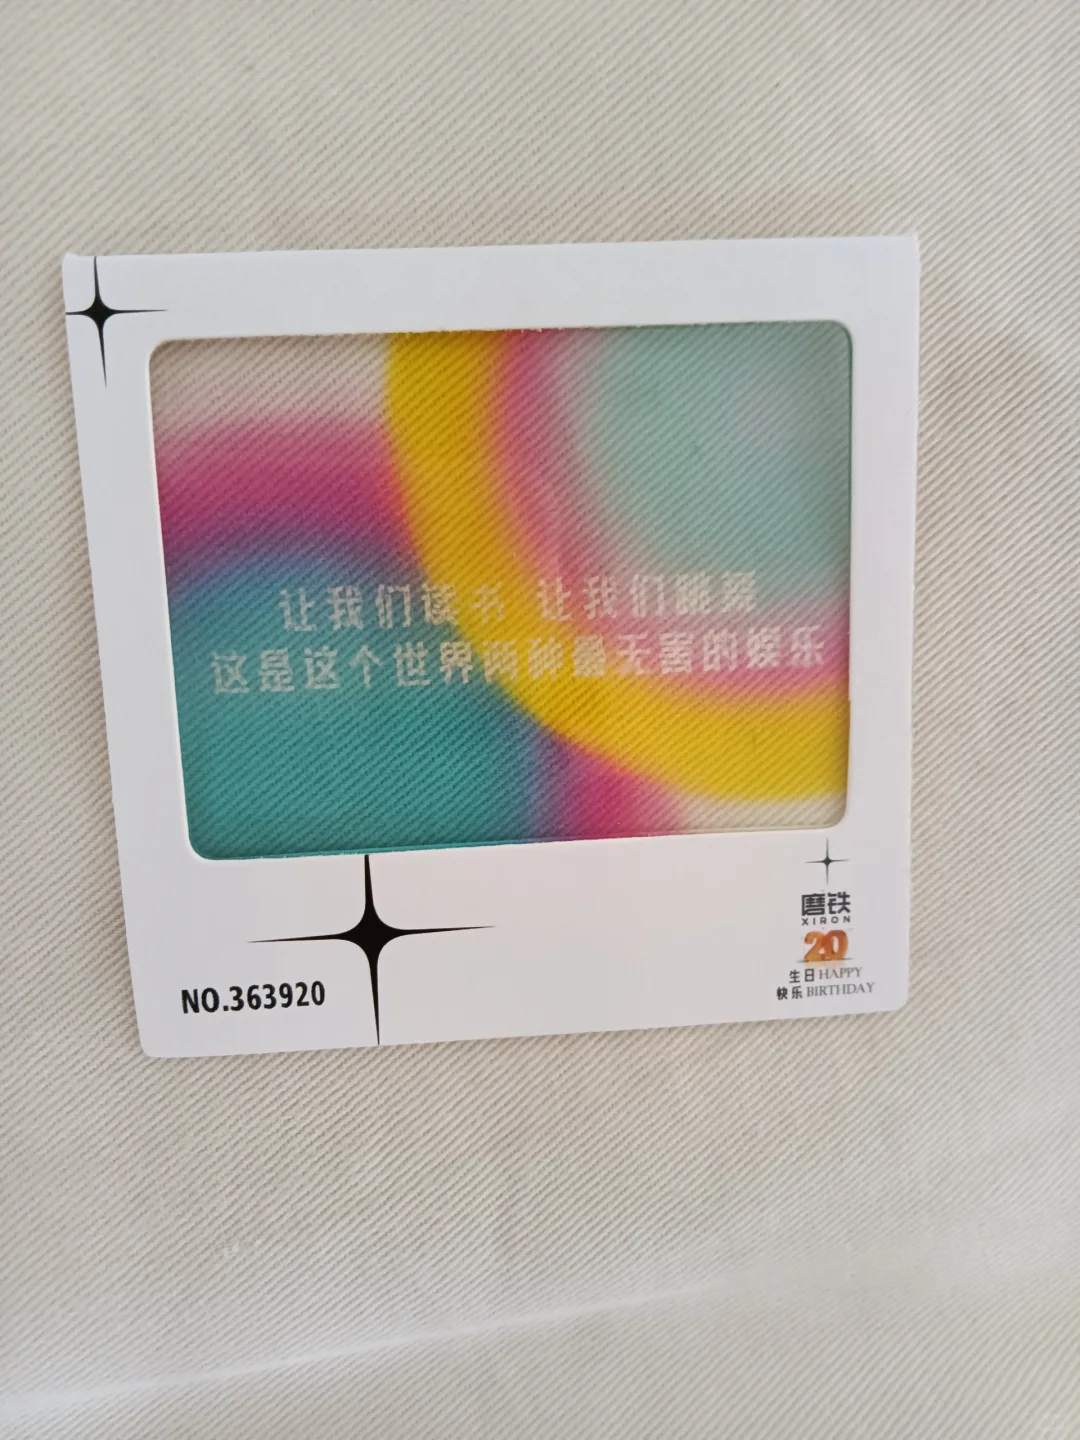 让我们读书 让我们跳舞
这是这个世界两种最无害的娱乐
NO.363920
磨铁
XIRON
20
生日 HAPPY
快乐 BIRTHDAY